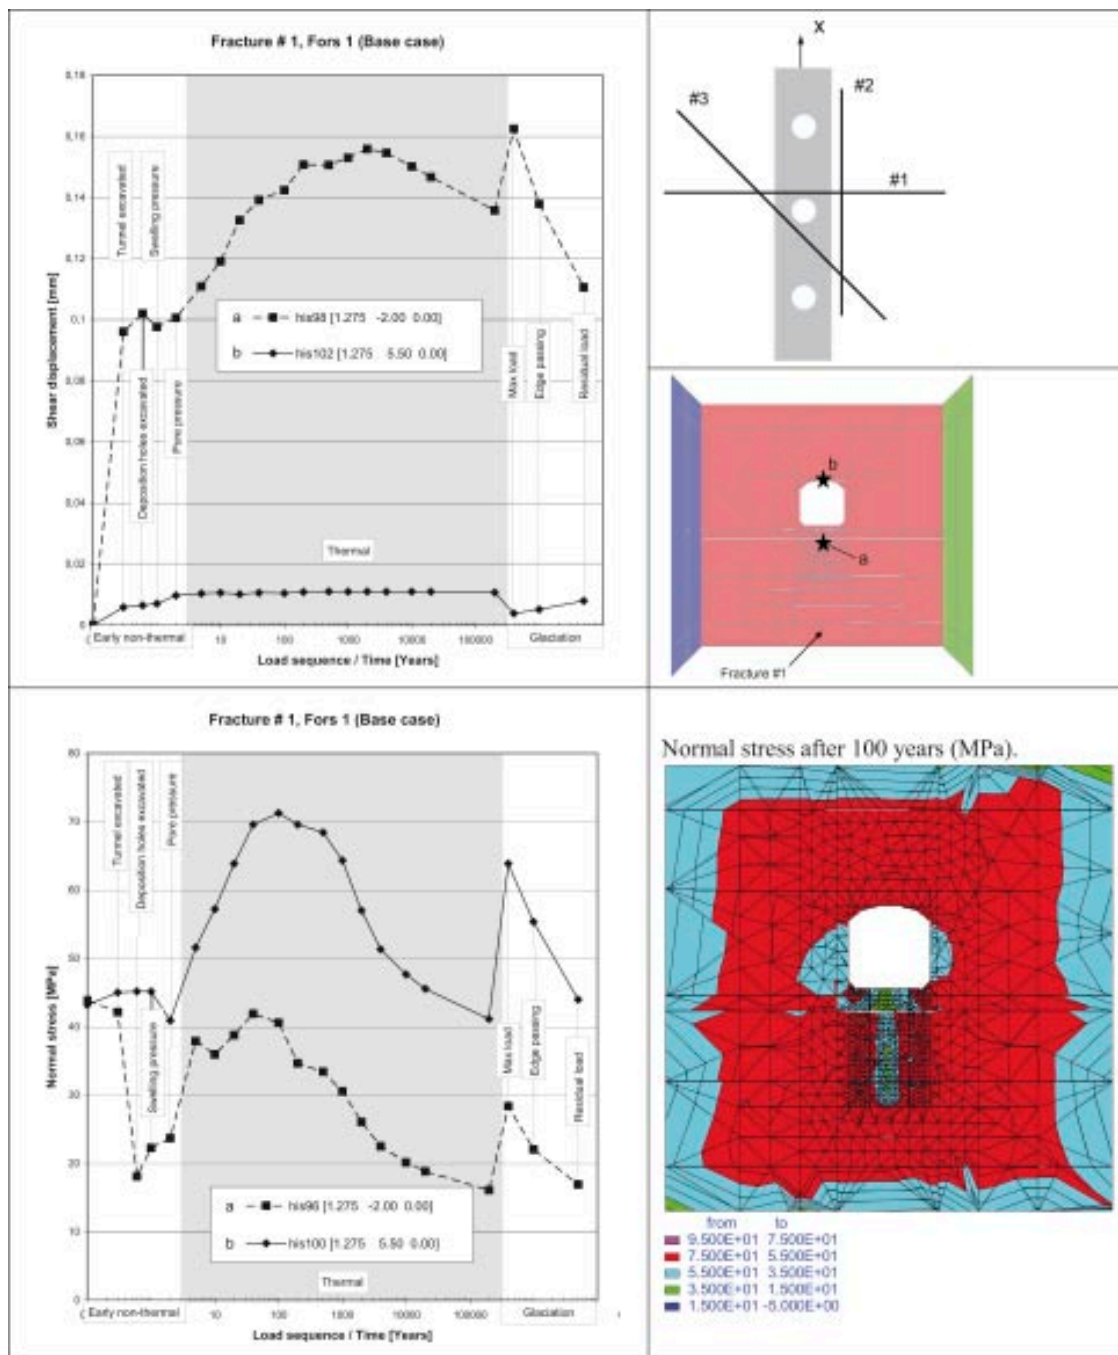 Fracture # 1, Fors 1 (Base case)
Shear displacement [mm]
0,18
0,16
0,14
0,12
0,1
0,08
0,06
0,04
0,02
0
Tunnel excavated
Deposition holes excavated
Swelling pressure
Pore pressure
a his98 [1.275 -2.00 0.00]
b his102 [1.275 5.50 0.00]
Max load
Edge passing
Residual load
Thermal
Early non-thermal
10
100
1000
10000
100000
Glaciation
Load sequence / Time [Years]
X
#3
#2
#1
b
a
Fracture #1
Fracture # 1, Fors 1 (Base case)
Normal stress [MPa]
80
70
60
50
40
30
20
10
0
Tunnel excavated
Deposition holes excavated
Swelling pressure
Pore pressure
Max load
Edge passing
Residual load
a his96 [1.275 -2.00 0.00]
b his100 [1.275 5.50 0.00]
Thermal
Early non-thermal
10
100
1000
10000
100000
Glaciation
Load sequence / Time [Years]
Normal stress after 100 years (MPa).
from to
9.500E+01 7.500E+01
7.500E+01 5.500E+01
5.500E+01 3.500E+01
3.500E+01 1.500E+01
1.500E+01 -5.000E+00